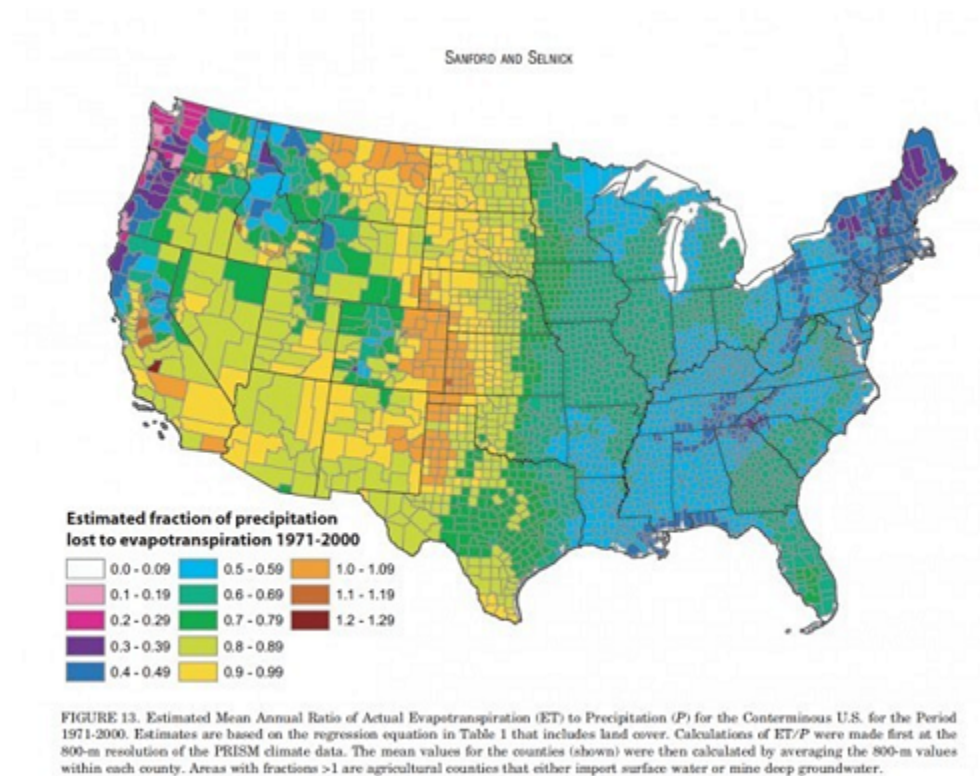 SANFORD AND SELNICK
Estimated fraction of precipitation
lost to evapotranspiration 1971-2000
0.0 - 0.09 0.5 - 0.59 1.0 - 1.09
0.1 - 0.19 0.6 - 0.69 1.1 - 1.19
0.2 - 0.29 0.7 - 0.79 1.2 - 1.29
0.3 - 0.39 0.8 - 0.89
0.4 - 0.49 0.9 - 0.99
FIGURE 13. Estimated Mean Annual Ratio of Actual Evapotranspiration (ET) to Precipitation (P) for the Conterminous U.S. for the Period
1971-2000. Estimates are based on the regression equation in Table 1 that includes land cover. Calculations of ET/P were made first at the
800-m resolution of the PRISM climate data. The mean values for the counties (shown) were then calculated by averaging the 800-m values
within each county. Areas with fractions >1 are agricultural counties that either import surface water or mine deep groundwater.